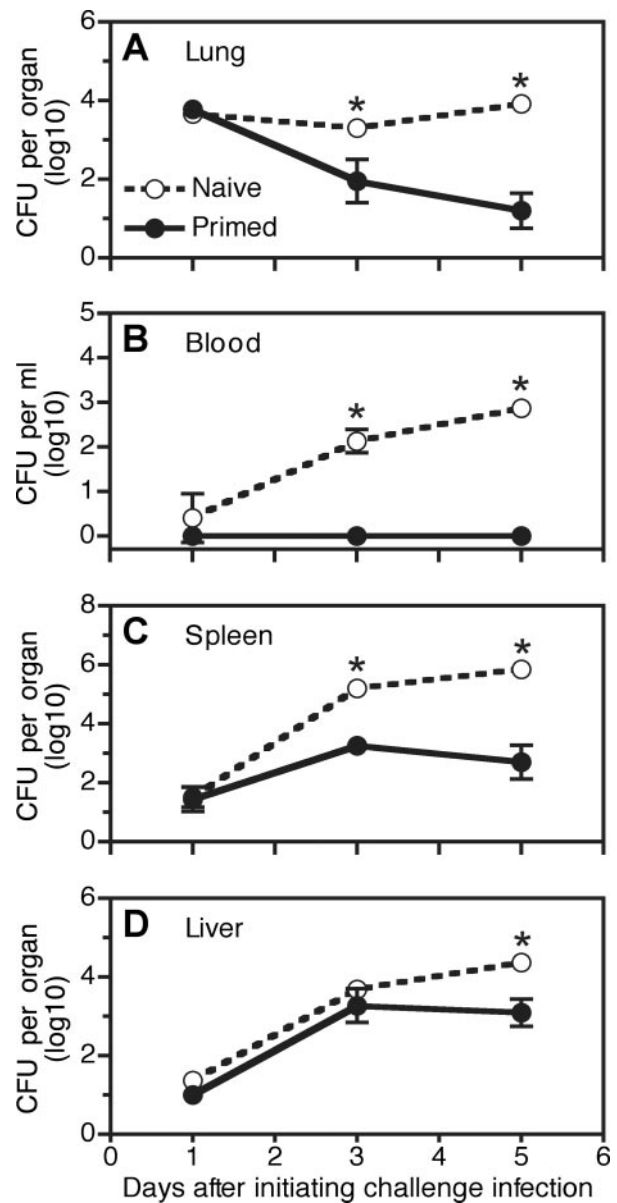 6
A Lung
* *
4
2
Naive
Primed
0
CFU per organ
(log10)
5
B Blood
* *
4
3
2
1
0
CFU per ml
(log10)
8
C Spleen
* *
6
4
2
0
CFU per organ
(log10)
6
D Liver
*
4
2
0
CFU per organ
(log10)
0 1 2 3 4 5 6
Days after initiating challenge infection